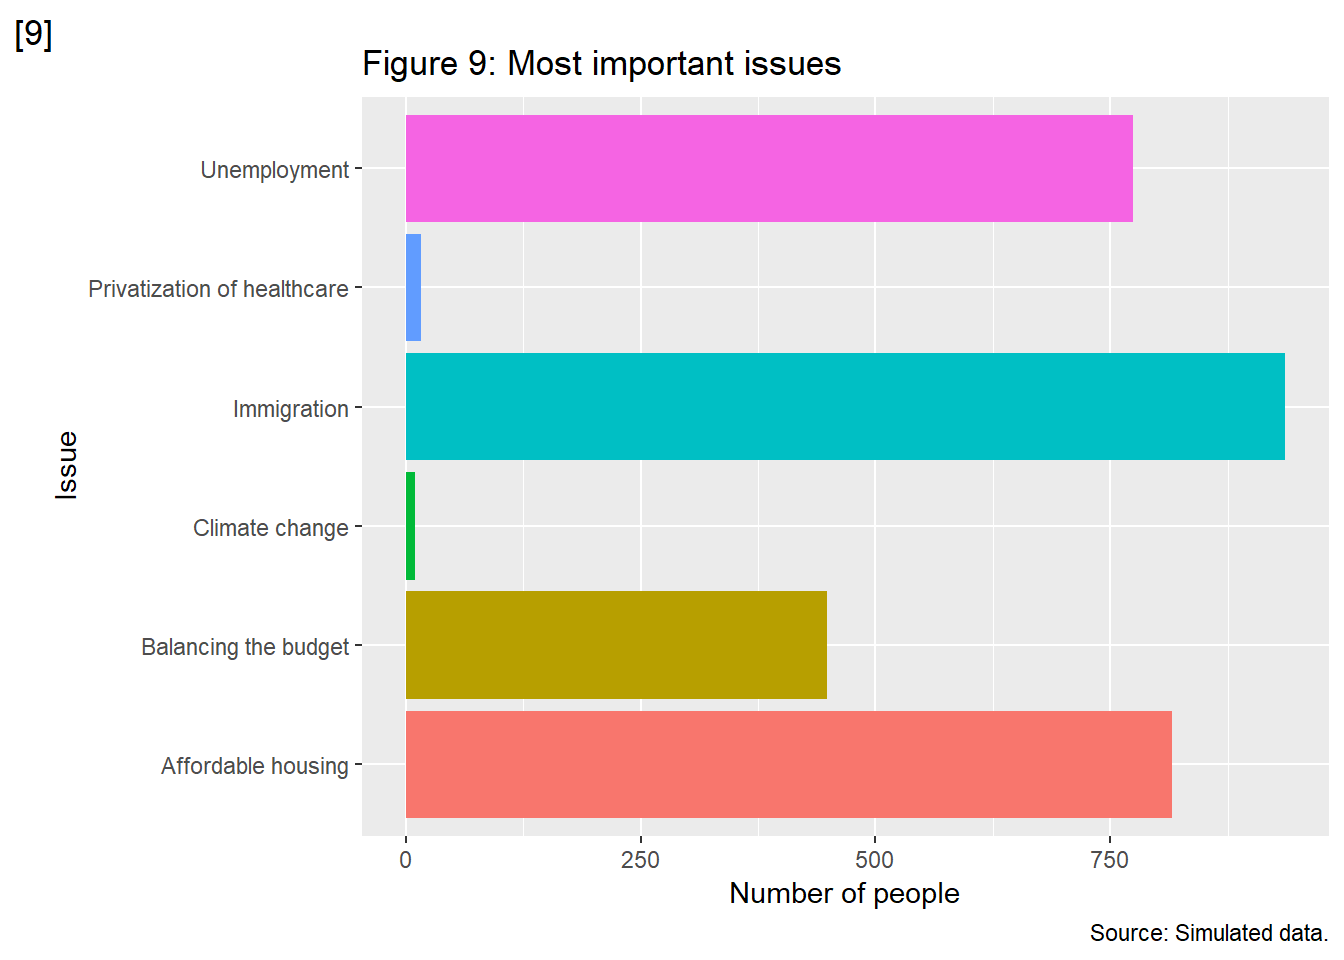 [9]
Figure 9: Most important issues
Unemployment
Privatization of healthcare
Immigration
Climate change
Balancing the budget
Affordable housing
Issue
0 250 500 750
Number of people
Source: Simulated data.